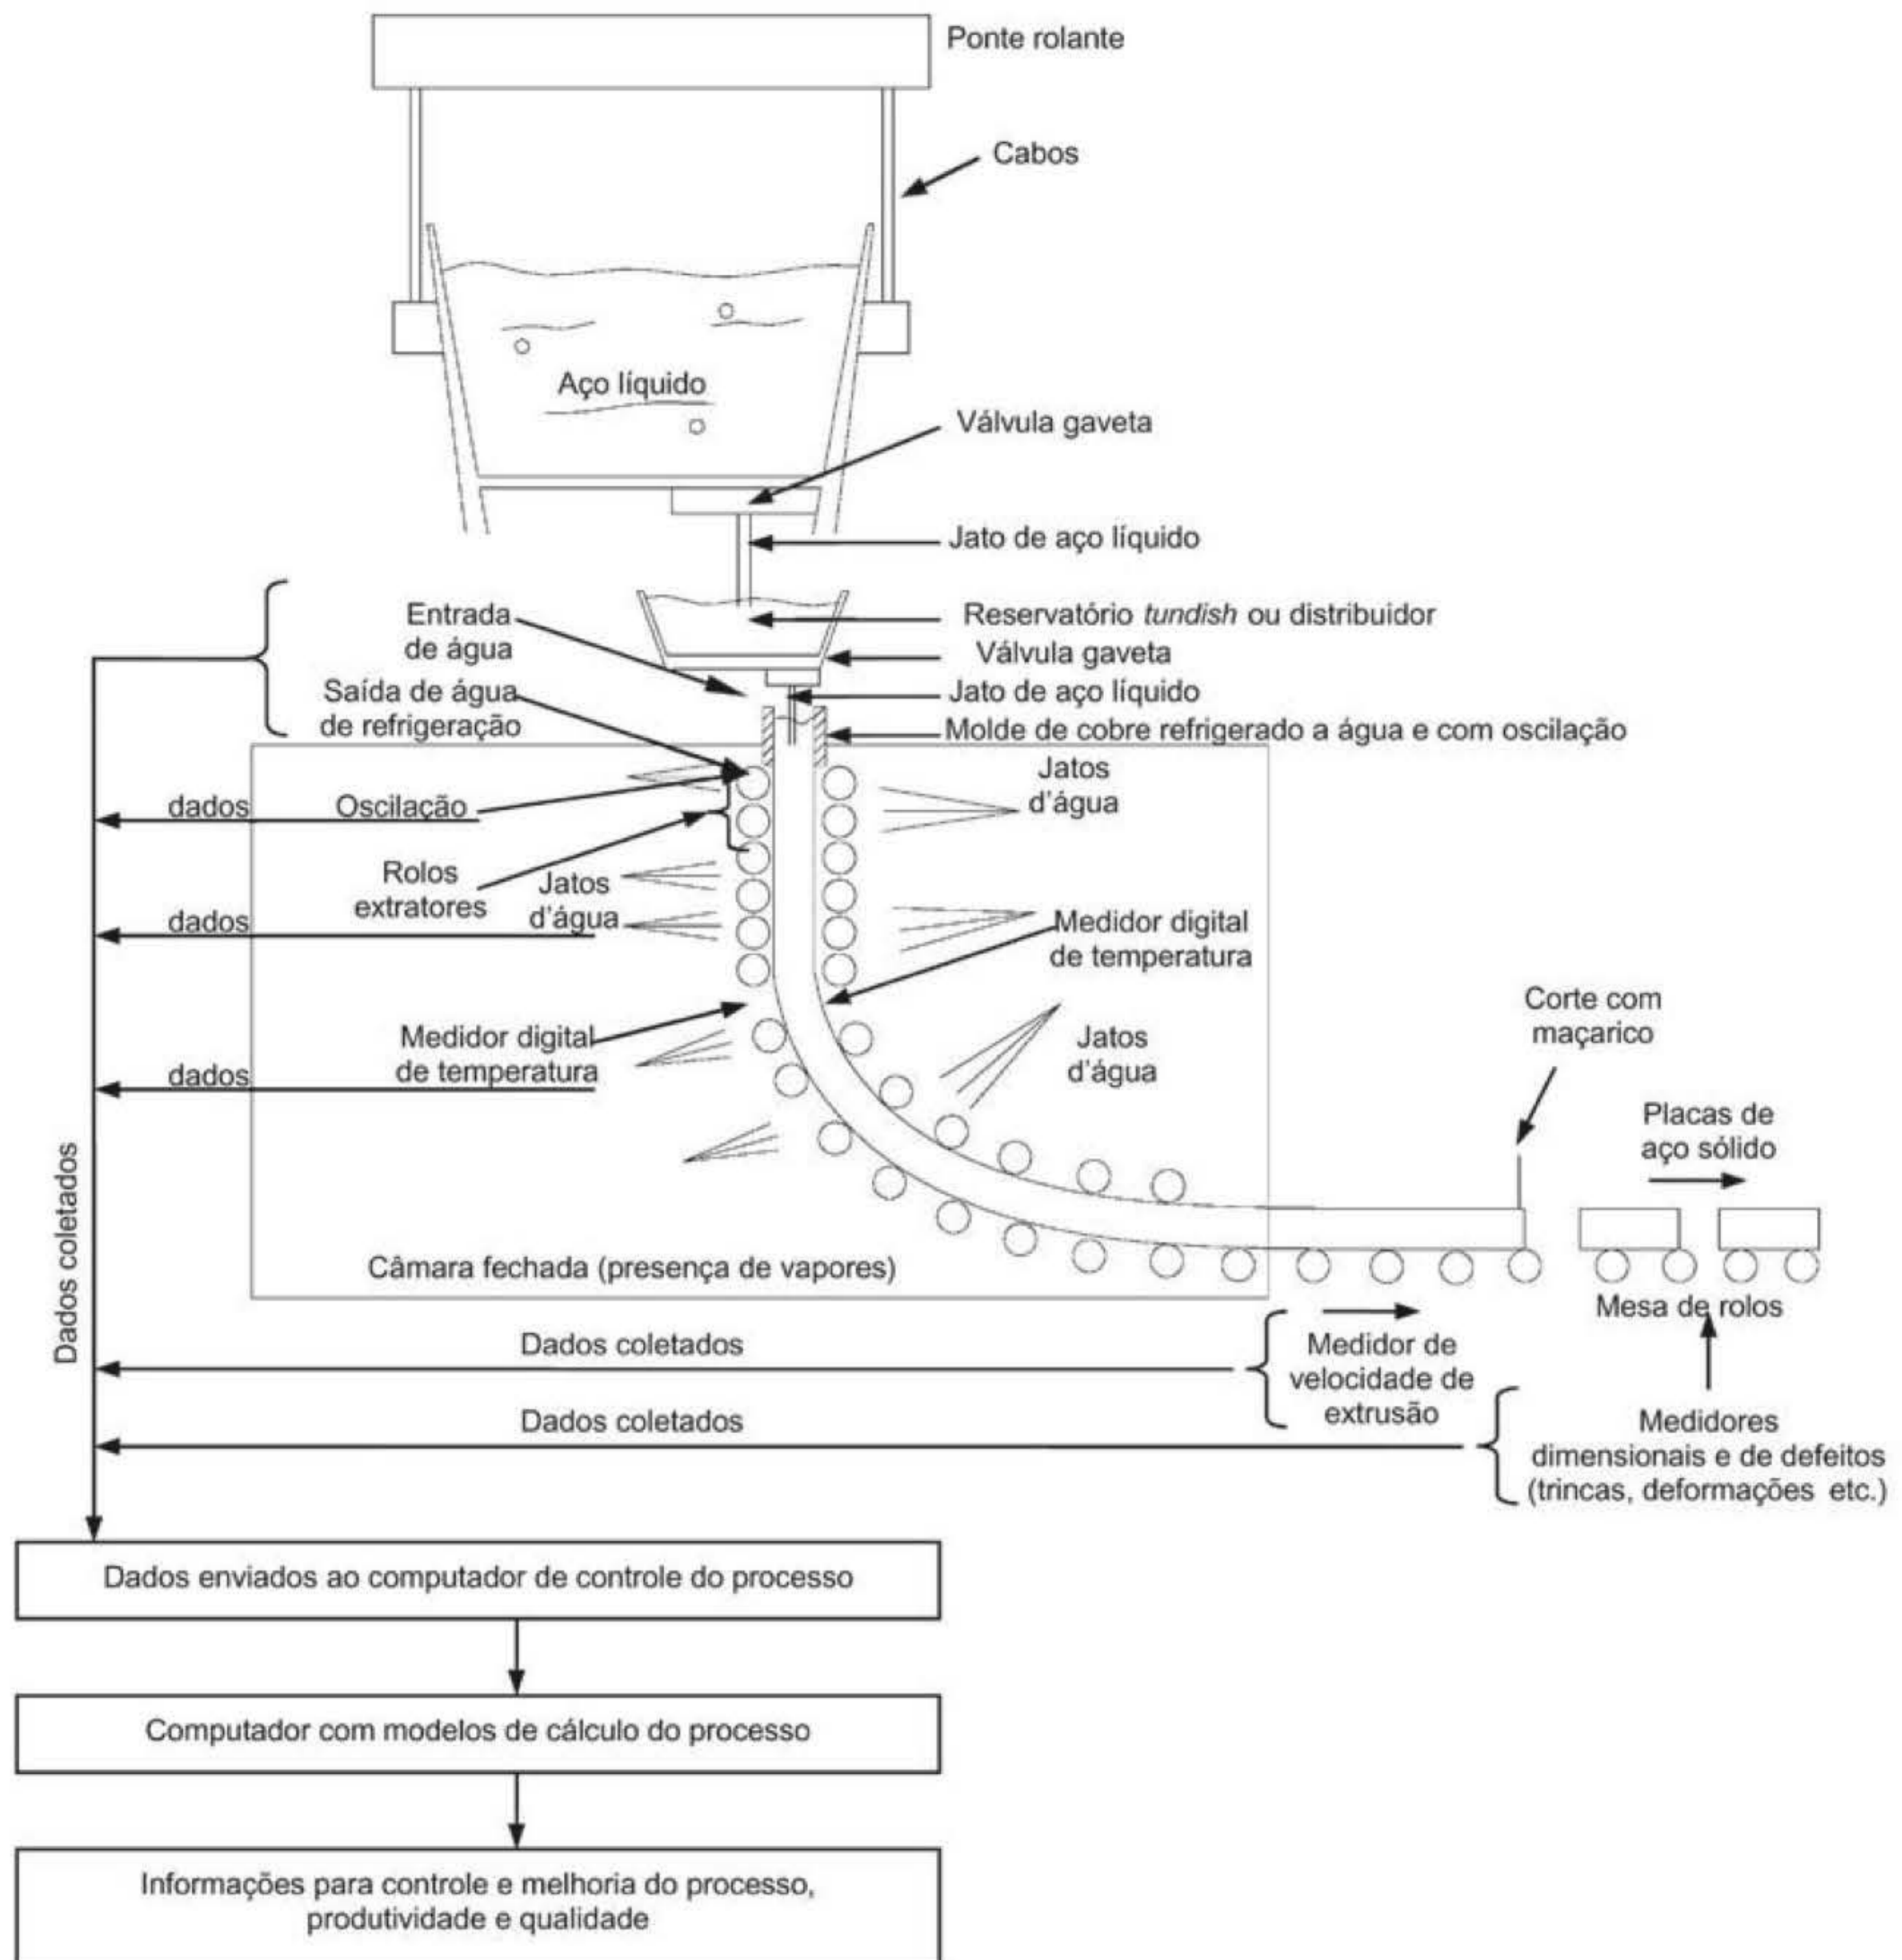 Ponte rolante
Cabos
Aço líquido
Válvula gaveta
Jato de aço líquido
Entrada
de água
Reservatório tundish ou distribuidor
Válvula gaveta
Saída de água
de refrigeração
Jato de aço líquido
Molde de cobre refrigerado a água e com oscilação
Jatos
d'água
dados
Oscilação
Rolos
extratores
Jatos
d'água
dados
Medidor digital
de temperatura
Corte com
maçarico
Medidor digital
de temperatura
Jatos
d'água
dados
Placas de
aço sólido
Dados coletados
Câmara fechada (presença de vapores)
Mesa de rolos
Dados coletados
Medidor de
velocidade de
extrusão
Dados coletados
Medidores
dimensionais e de defeitos
(trincas, deformações etc.)
Dados enviados ao computador de controle do processo
Computador com modelos de cálculo do processo
Informações para controle e melhoria do processo,
produtividade e qualidade